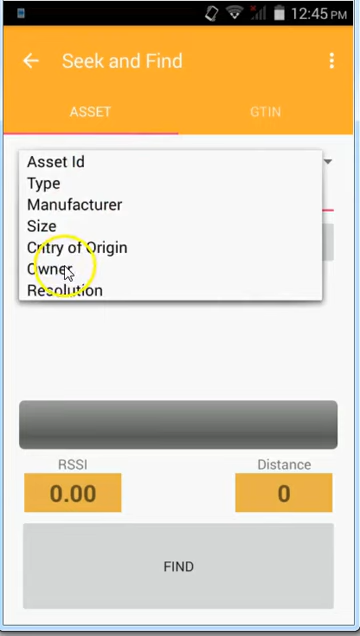 12:45 PM
Seek and Find
ASSET GTIN
Asset Id
Type
Manufacturer
Size
Cntry of Origin
Owner
Resolution
RSSI Distance
0.00 0
FIND